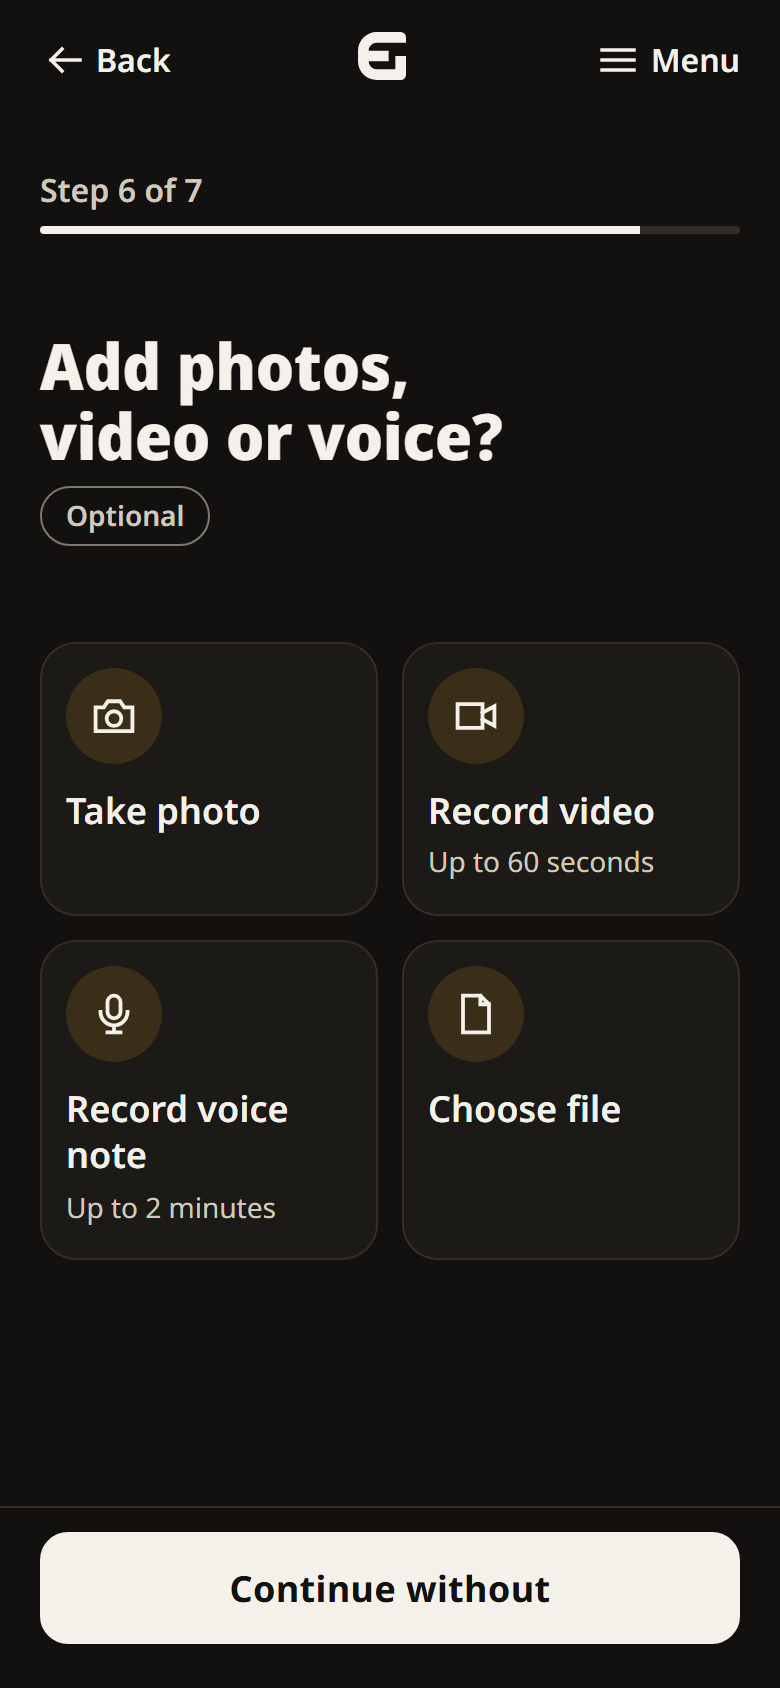 Back
Menu
Step 6 of 7
Add photos,
video or voice?
Optional
Take photo
Record video
Up to 60 seconds
Record voice
note
Up to 2 minutes
Choose file
Continue without